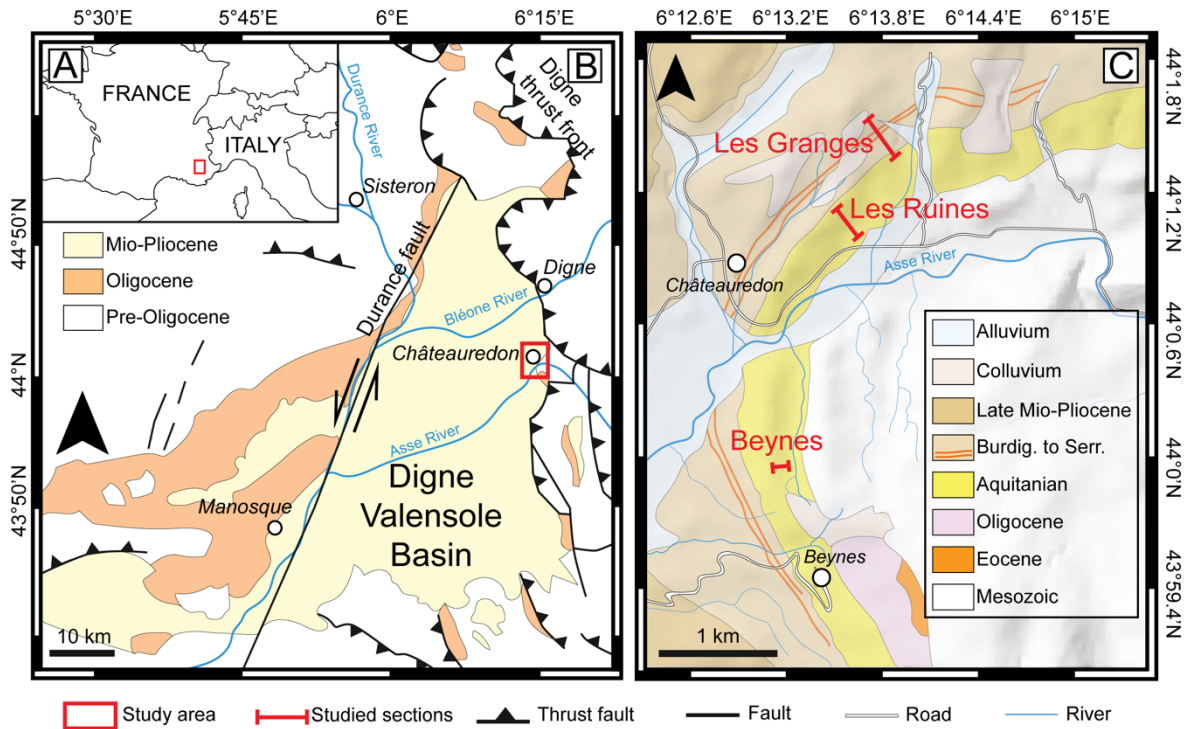 5°30'E
5°45'E
6°E
6°15'E
6°12.6'E
6°13.2'E
6°13.8'E
6°14.4'E
6°15'E
A
FRANCE
ITALY
B
Digne
thrust front
Durance River
Sisteron
Mio-Pliocene
Oligocene
Pre-Oligocene
Durance fault
Digne
Bléone River
Châteauredon
Asse River
Manosque
Digne
Valensole
Basin
10 km
44°50'N
44°N
43°50'N
C
Les Granges
Les Ruines
Asse River
Châteauredon
Beynes
Beynes
Alluvium
Colluvium
Late Mio-Pliocene
Burdig. to Serr.
Aquitanian
Oligocene
Eocene
Mesozoic
1 km
44°1.8'N
44°1.2'N
44°0.6'N
44°0'N
43°59.4'N
Study area
Studied sections
Thrust fault
Fault
Road
River